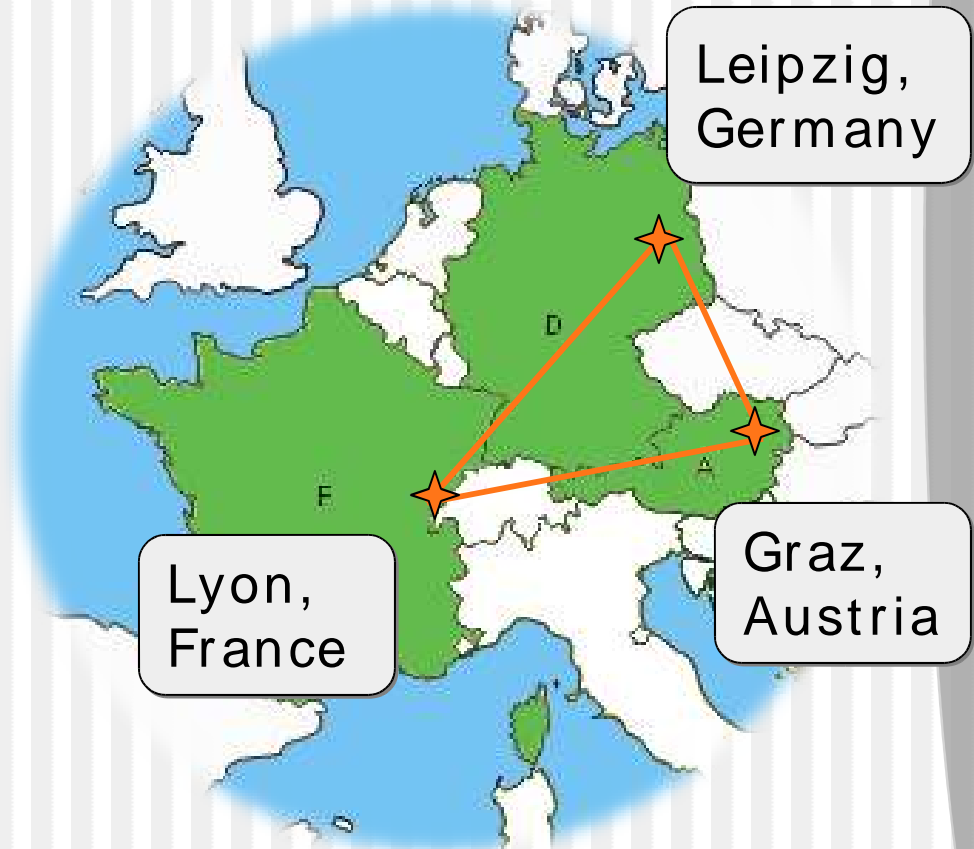 Leipzig,
Germany
D
F
A
Lyon,
France
Graz,
Austria